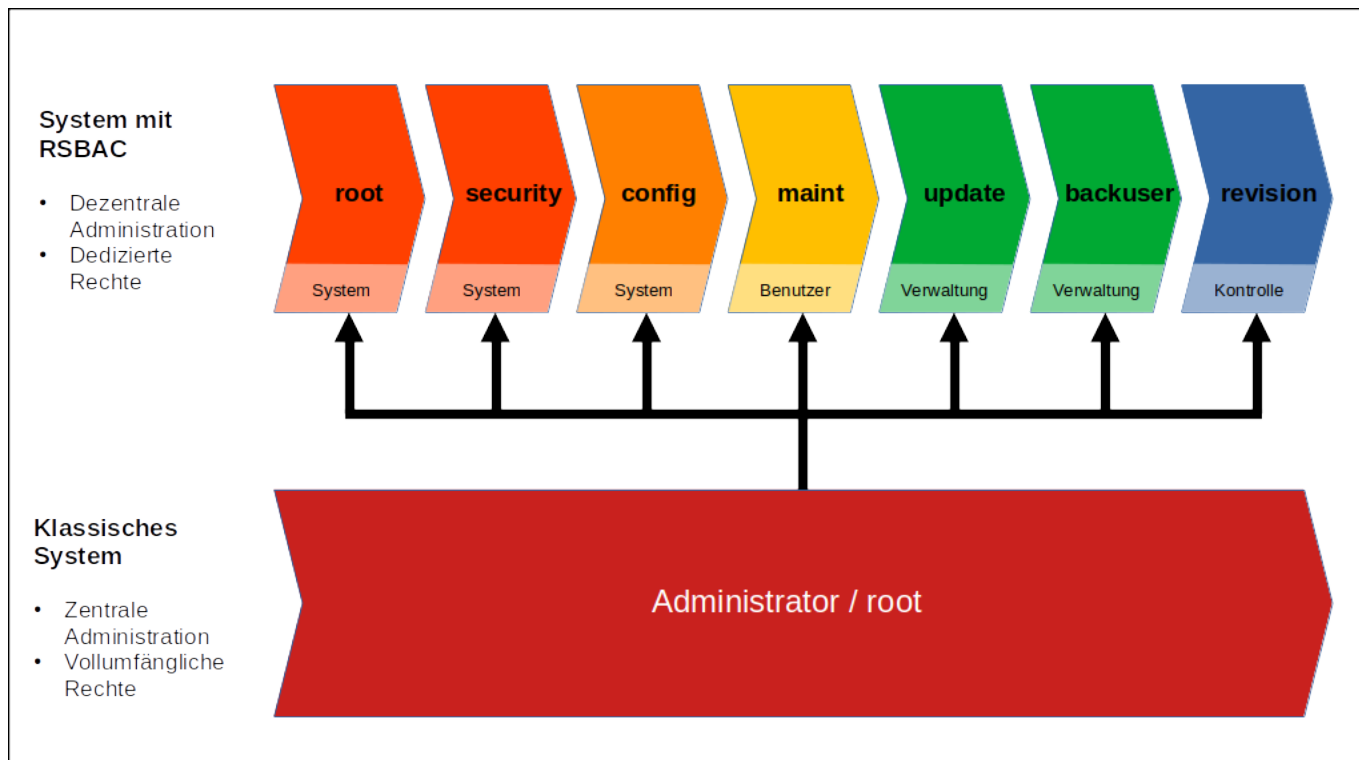 System mit
RSBAC
• Dezentrale
Administration
• Dedizierte
Rechte
root
security
config
maint
update
backuser
revision
System
System
System
Benutzer
Verwaltung
Verwaltung
Kontrolle
Klassisches
System
• Zentrale
Administration
• Vollumfängliche
Rechte
Administrator / root